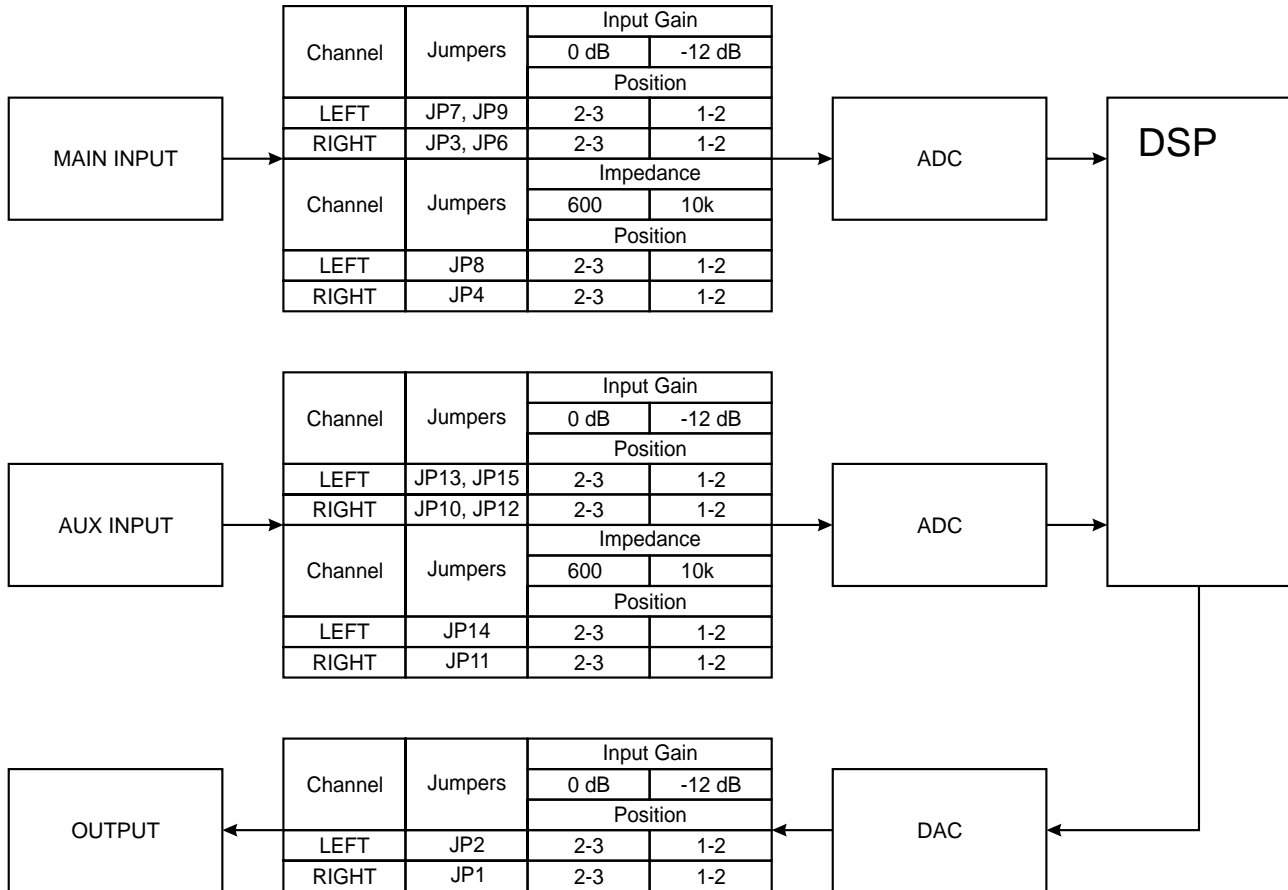 MAIN INPUT
Channel Jumpers Input Gain
0 dB -12 dB
Position
LEFT JP7, JP9 2-3 1-2
RIGHT JP3, JP6 2-3 1-2
Channel Jumpers Impedance
600 10k
Position
LEFT JP8 2-3 1-2
RIGHT JP4 2-3 1-2
ADC
DSP
AUX INPUT
Channel Jumpers Input Gain
0 dB -12 dB
Position
LEFT JP13, JP15 2-3 1-2
RIGHT JP10, JP12 2-3 1-2
Channel Jumpers Impedance
600 10k
Position
LEFT JP14 2-3 1-2
RIGHT JP11 2-3 1-2
ADC
OUTPUT
Channel Jumpers Input Gain
0 dB -12 dB
Position
LEFT JP2 2-3 1-2
RIGHT JP1 2-3 1-2
DAC